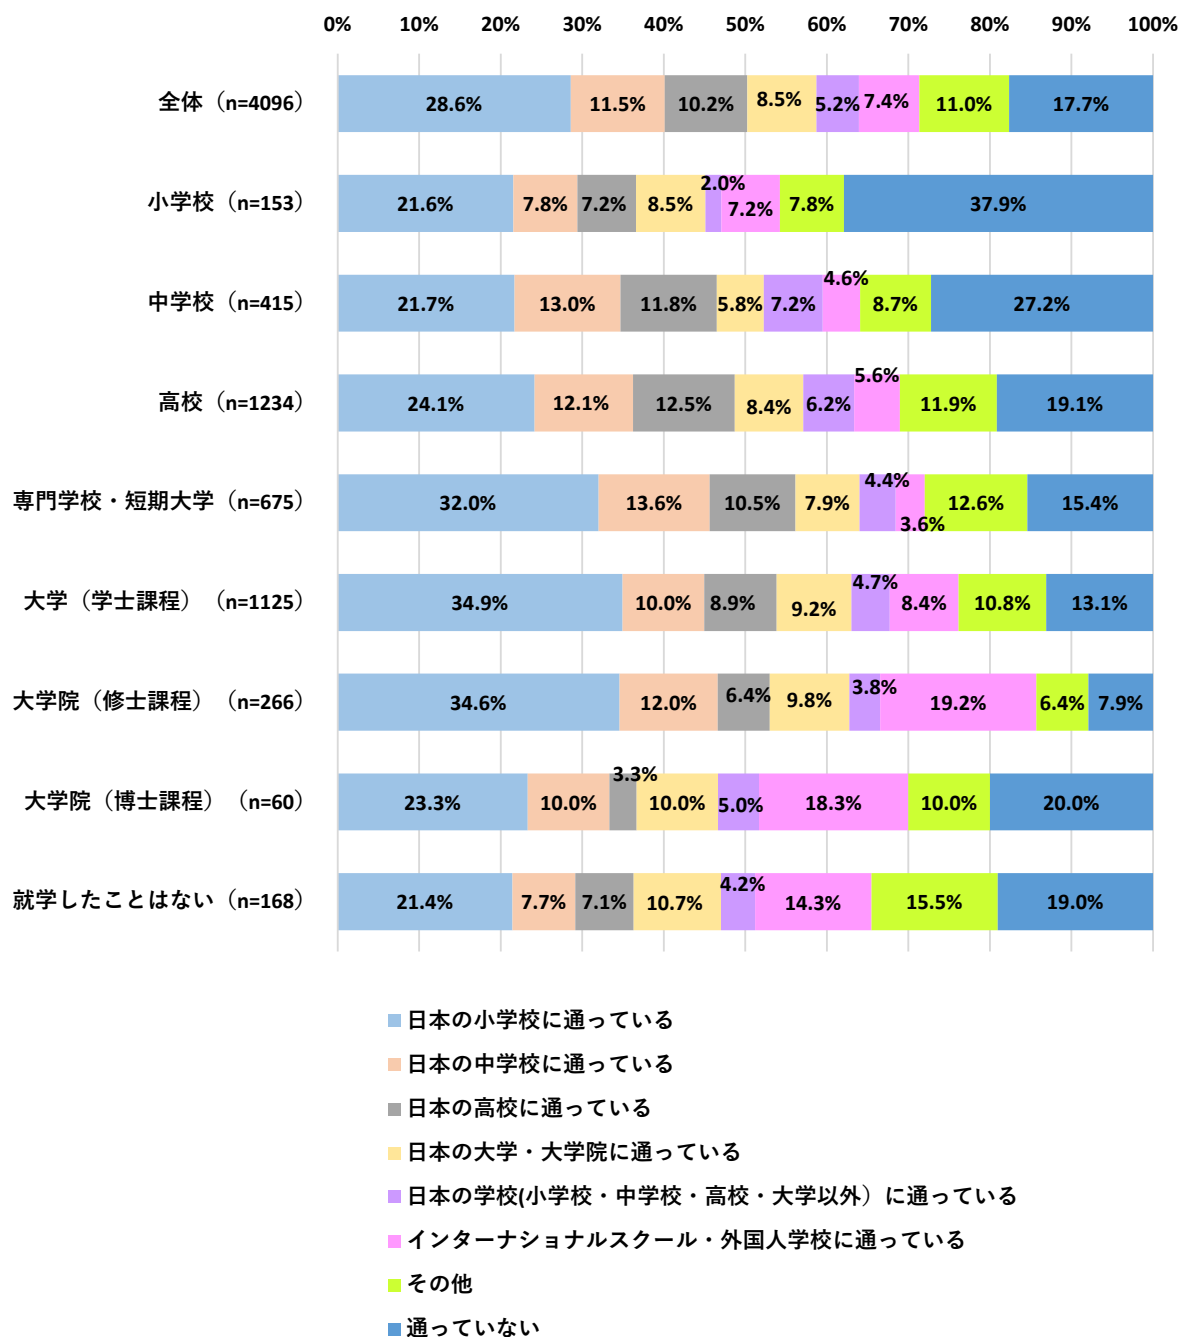 0% 10% 20% 30% 40% 50% 60% 70% 80% 90% 100%
全体（n=4096） 28.6% 11.5% 10.2% 8.5% 5.2% 7.4% 11.0% 17.7%
小学校（n=153） 21.6% 7.8% 7.2% 8.5% 2.0% 7.2% 7.8% 37.9%
中学校（n=415） 21.7% 13.0% 11.8% 5.8% 7.2% 4.6% 8.7% 27.2%
高校（n=1234） 24.1% 12.1% 12.5% 8.4% 6.2% 5.6% 11.9% 19.1%
専門学校・短期大学（n=675） 32.0% 13.6% 10.5% 7.9% 4.4% 3.6% 12.6% 15.4%
大学（学士課程）（n=1125） 34.9% 10.0% 8.9% 9.2% 4.7% 8.4% 10.8% 13.1%
大学院（修士課程）（n=266） 34.6% 12.0% 6.4% 9.8% 3.8% 19.2% 6.4% 7.9%
大学院（博士課程）（n=60） 23.3% 10.0% 3.3% 10.0% 5.0% 18.3% 10.0% 20.0%
就学したことはない（n=168） 21.4% 7.7% 7.1% 10.7% 4.2% 14.3% 15.5% 19.0%
日本の小学校に通っている
日本の中学校に通っている
日本の高校に通っている
日本の大学・大学院に通っている
日本の学校(小学校・中学校・高校・大学以外）に通っている
インターナショナルスクール・外国人学校に通っている
その他
通っていない